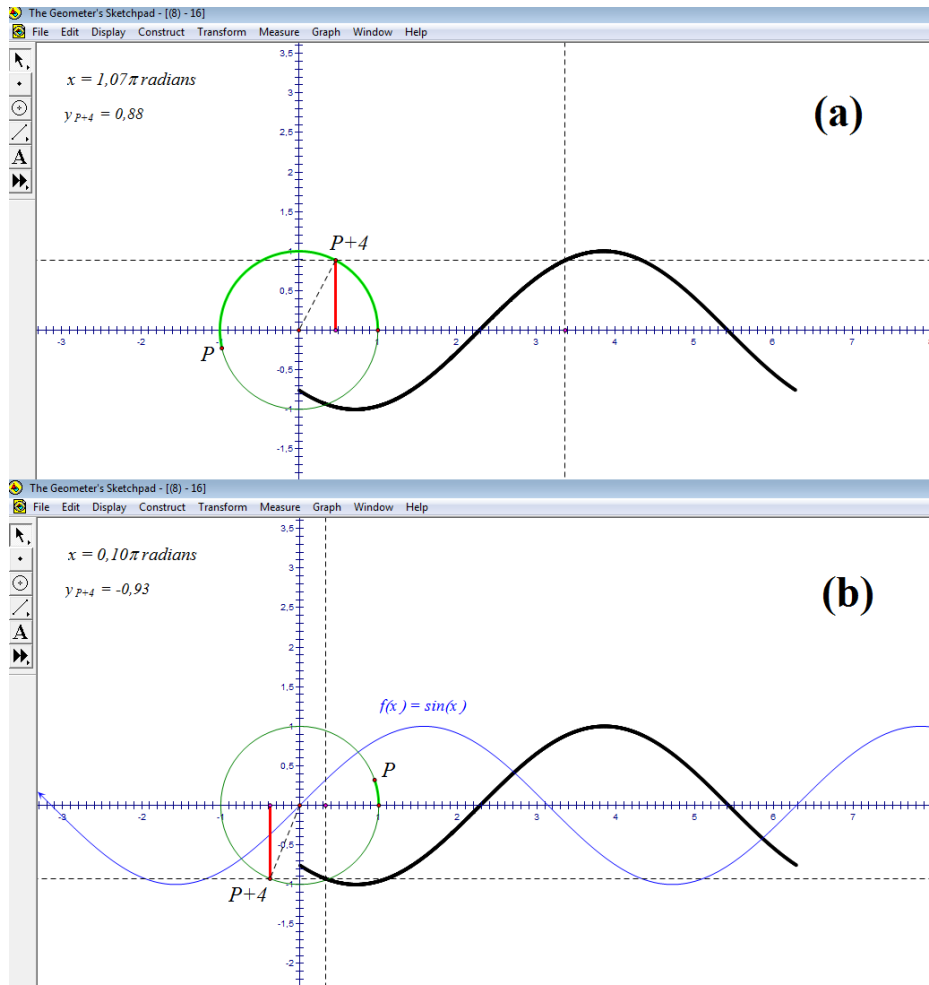 The Geometer's Sketchpad - [(8) - 16]
File Edit Display Construct Transform Measure Graph Window Help
x = 1,07π radians
y P+4 = 0,88
(a)
A
3,5
3
2,5
2
1,5
1
0,5
-0,5
-1
-1,5
P+4
P
-3 -2 -1 1 2 3 4 5 6 7 8
The Geometer's Sketchpad - [(8) - 16]
File Edit Display Construct Transform Measure Graph Window Help
x = 0,10π radians
y P+4 = -0,93
(b)
A
3,5
3
2,5
2
1,5
f(x) = sin(x)
1
0,5
P
-3 -2 -1 1 2 3 4 5 6 7
-0,5
P+4
-1
-1,5
-2